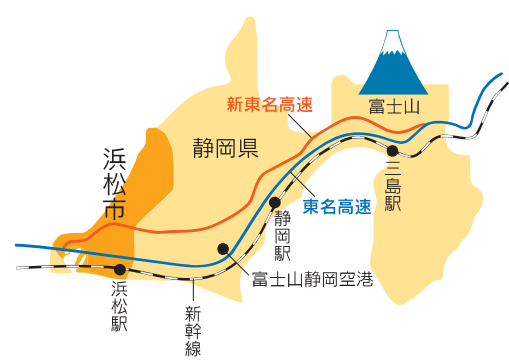 富士山
新東名高速
静岡県
浜松市
三島駅
東名高速
静岡駅
富士山静岡空港
浜松駅
新幹線